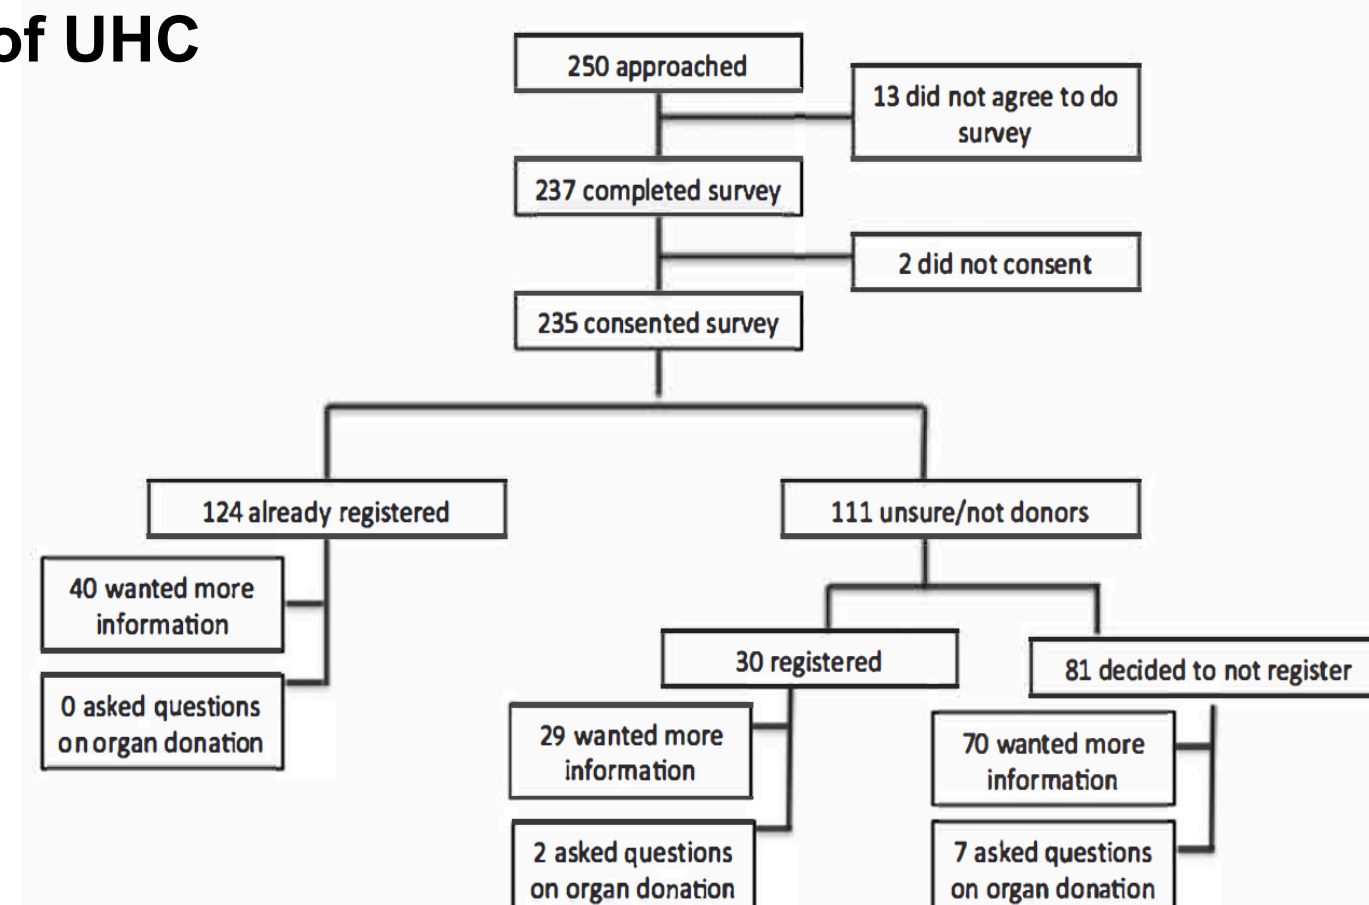 of UHC
250 approached
13 did not agree to do
survey
237 completed survey
2 did not consent
235 consented survey
124 already registered
111 unsure/not donors
40 wanted more
information
0 asked questions
on organ donation
30 registered
81 decided to not register
29 wanted more
information
70 wanted more
information
2 asked questions
on organ donation
7 asked questions
on organ donation